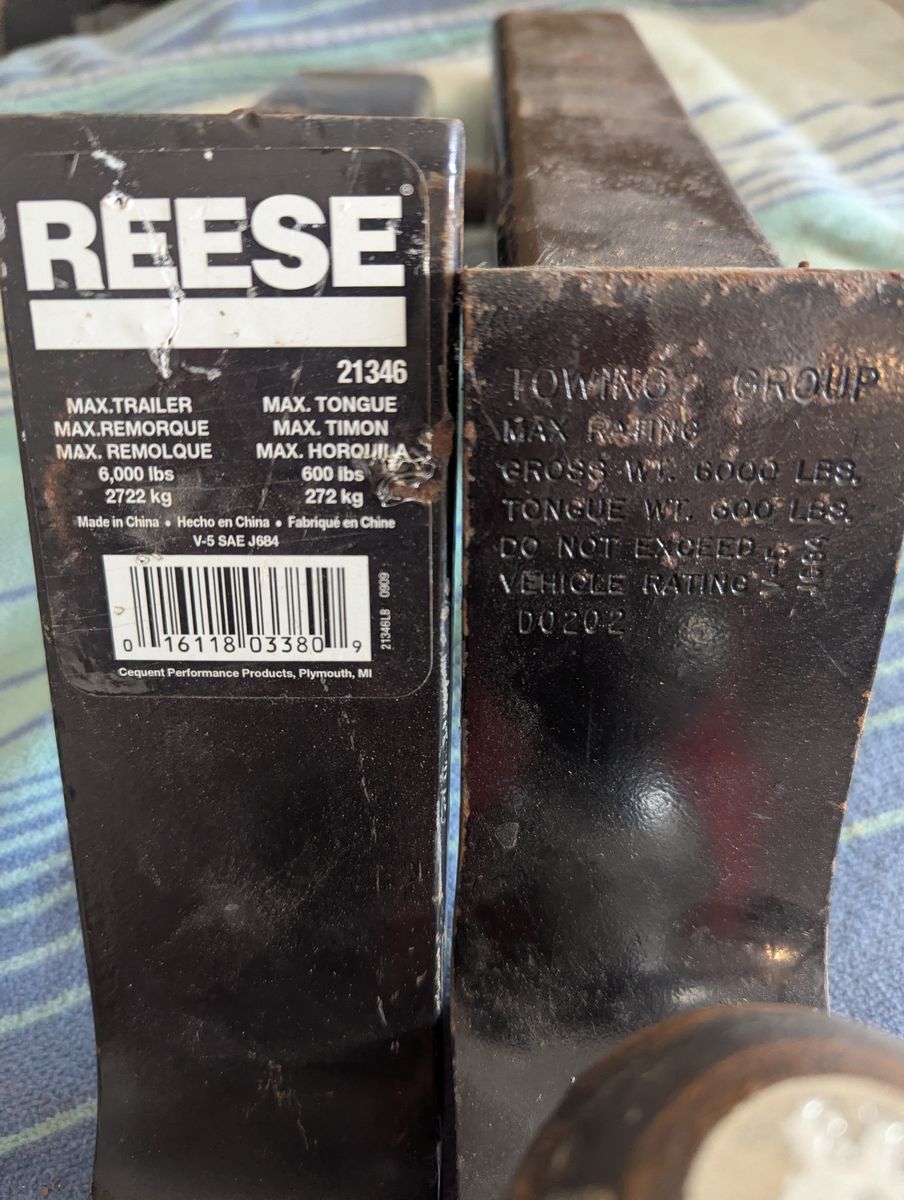 REESE®
21346
MAX.TRAILER MAX. TONGUE
MAX.REMORQUE MAX. TIMON
MAX. REMOLQUE MAX. HORQUILA
6,000 lbs 600 lbs
2722 kg 272 kg
Made in China • Hecho en China • Fabriqué en Chine
V-5 SAE J684
21346LB 0909
0 16118 03380 9
Cequent Performance Products, Plymouth, MI
TOWING GROUP
MAX RATING
GROSS WT. 6000 LBS.
TONGUE WT. 600 LBS.
DO NOT EXCEED
VEHICLE RATING
V-5
J684
D0202